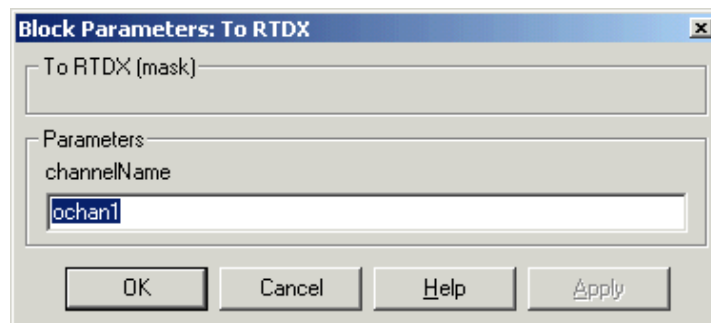 Block Parameters: To RTDX
To RTDX (mask)
Parameters
channelName
ochan1
OK Cancel Help Apply